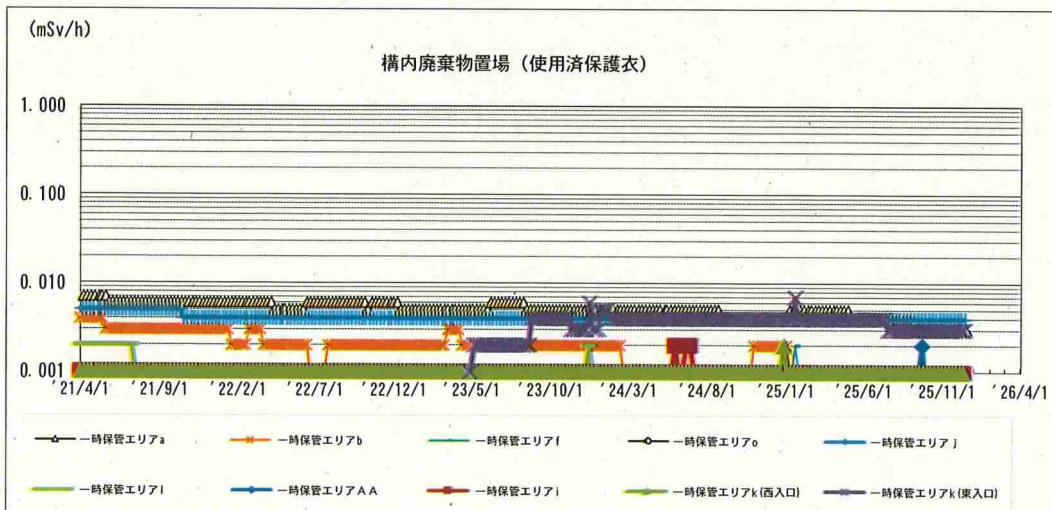 (mSv/h)
構内廃棄物置場（使用済保護衣）
1.000
0.100
0.010
0.001
'21/4/1 '21/9/1 '22/2/1 '22/7/1 '22/12/1 '23/5/1 '23/10/1 '24/3/1 '24/8/1 '25/1/1 '25/6/1 '25/11/1 '26/4/1
一時保管エリアa 一時保管エリアb 一時保管エリアf 一時保管エリアo 一時保管エリアj
一時保管エリアl 一時保管エリアAA 一時保管エリアi 一時保管エリアk(西入口) 一時保管エリアk(東入口)